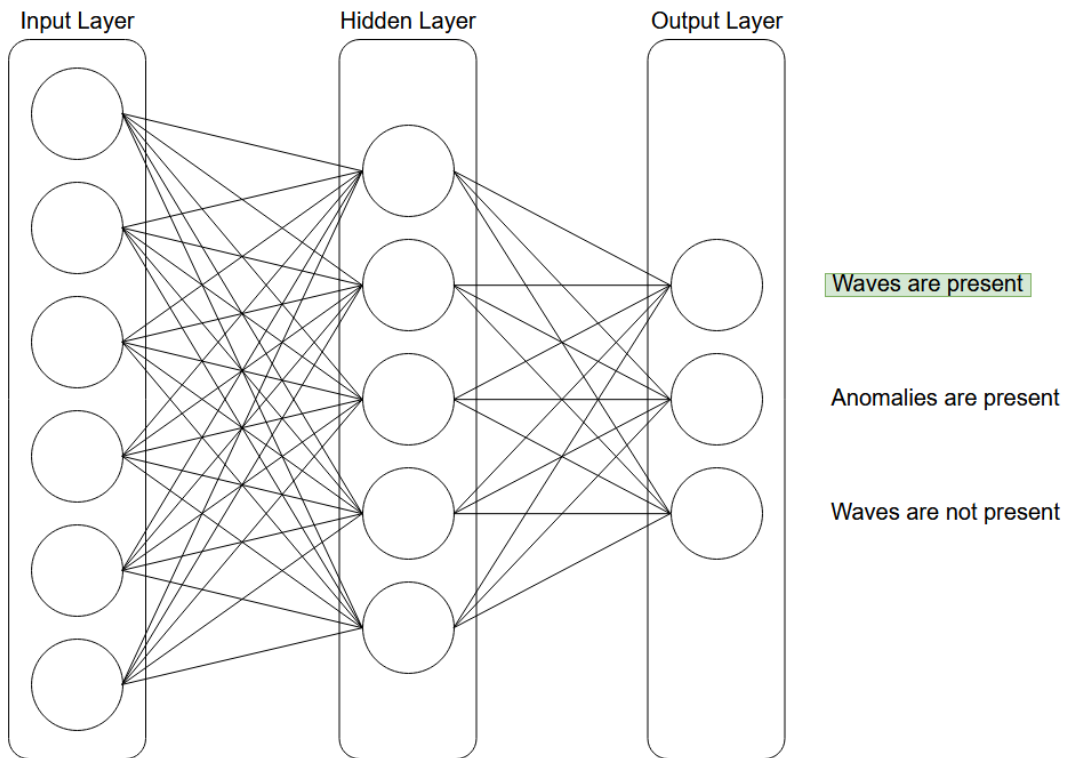 Input Layer
Hidden Layer
Output Layer
Waves are present
Anomalies are present
Waves are not present